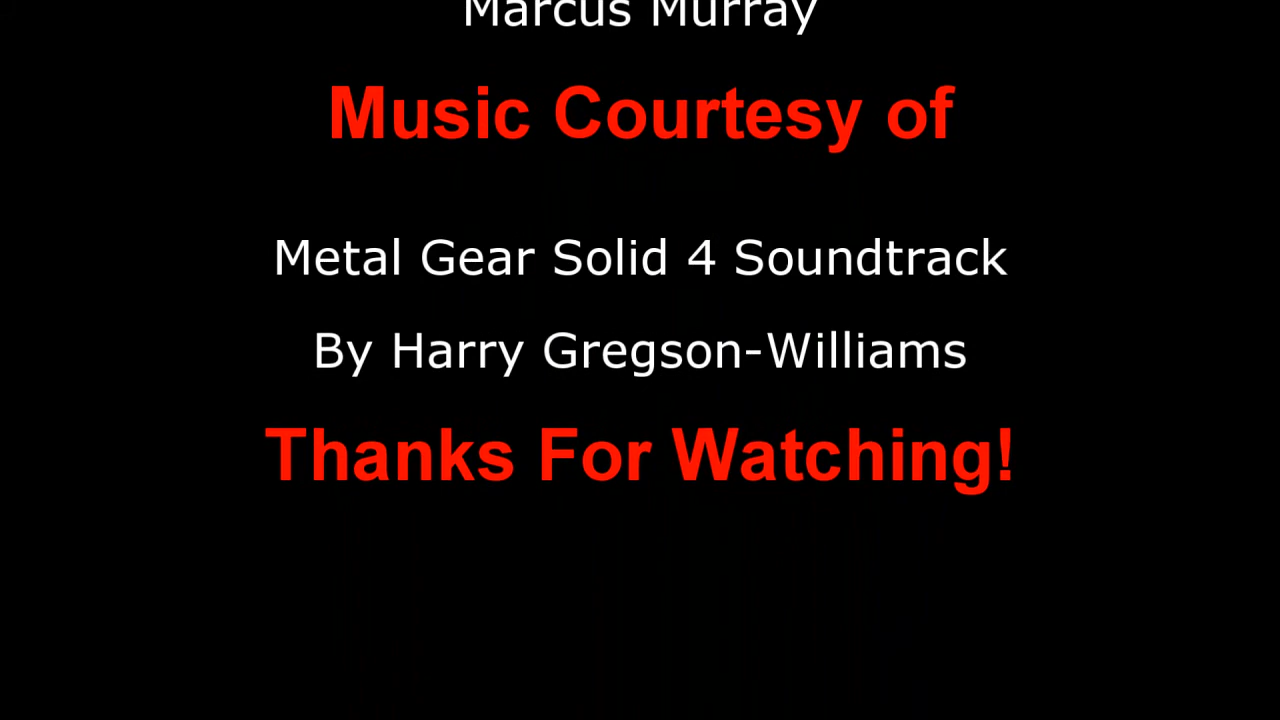 Marcus Murray
Music Courtesy of
Metal Gear Solid 4 Soundtrack
By Harry Gregson-Williams
Thanks For Watching!